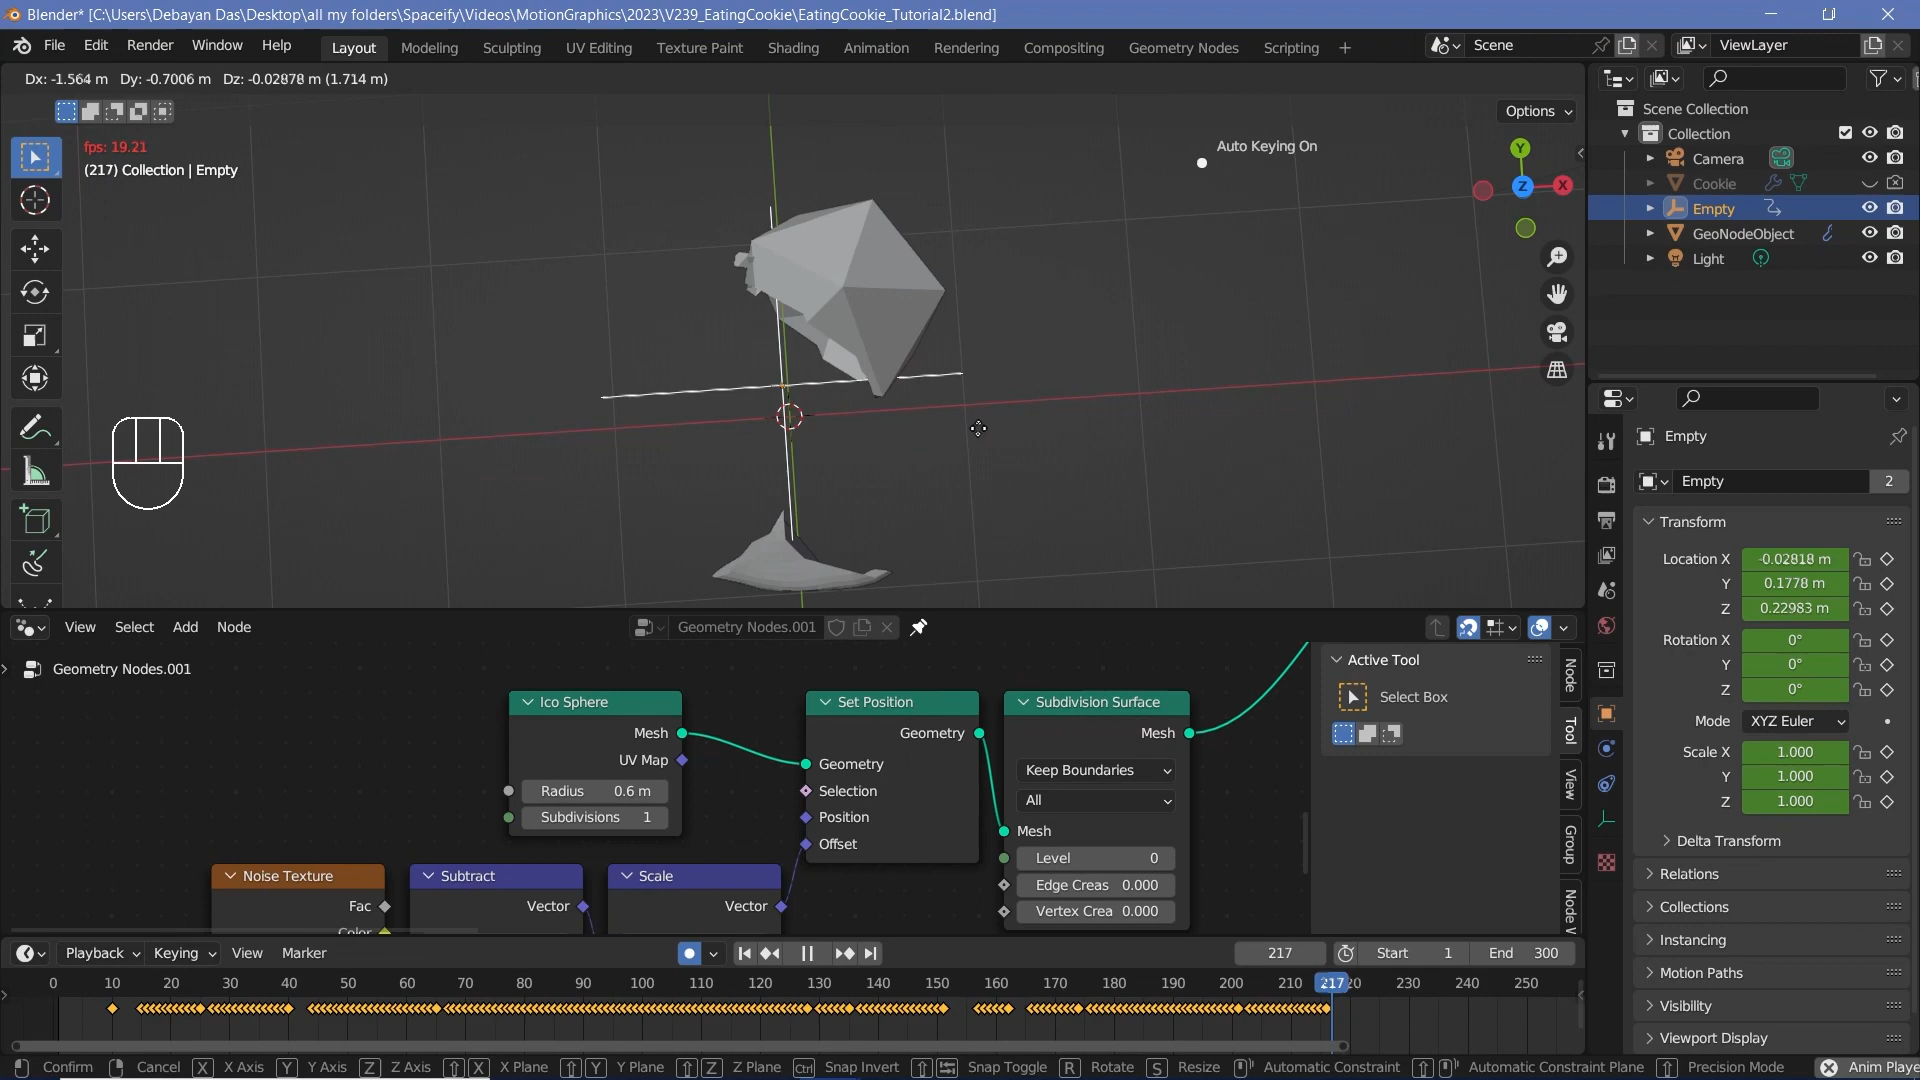 Blender* [C:\Users\Debayan Das\Desktop\all my folders\Spaceify\Videos\MotionGraphics\2023\V239_EatingCookie\EatingCookie_Tutorial2.blend]
File Edit Render Window Help
Layout Modeling Sculpting UV Editing Texture Paint Shading Animation Rendering Compositing Geometry Nodes Scripting
Scene ViewLayer
Dx: -1.564 m Dy: -0.7006 m Dz: -0.02878 m (1.714 m)
Options
fps: 19.21
(217) Collection | Empty
Auto Keying On
Y
Z
X
Scene Collection
Collection
Camera
Cookie
Empty
GeoNodeObject
Light
Empty
Empty 2
Transform
Location X -0.02818 m
Y 0.1778 m
Z 0.22983 m
Rotation X 0°
Y 0°
Z 0°
Mode XYZ Euler
Scale X 1.000
Y 1.000
Z 1.000
Delta Transform
Relations
Collections
Instancing
Motion Paths
Visibility
Viewport Display
View Select Add Node Geometry Nodes.001
Geometry Nodes.001
Ico Sphere
Mesh
UV Map
Radius 0.6 m
Subdivisions 1
Set Position
Geometry
Geometry
Selection
Position
Offset
Subdivision Surface
Mesh
Keep Boundaries
All
Mesh
Level 0
Edge Creas 0.000
Vertex Crea 0.000
Noise Texture
Fac
Color
Subtract
Vector
Scale
Vector
Active Tool
Select Box
Node
Tool
View
Group
Node W
Playback Keying View Marker 217 Start 1 End 300
0 10 20 30 40 50 60 70 80 90 100 110 120 130 140 150 160 170 180 190 200 210 217 20 230 240 250
Confirm Cancel X X Axis Y Y Axis Z Z Axis X X Plane Y Y Plane Z Z Plane Ctrl Snap Invert Snap Toggle R Rotate S Resize Automatic Constraint Automatic Constraint Plane Precision Mode Anim Playe